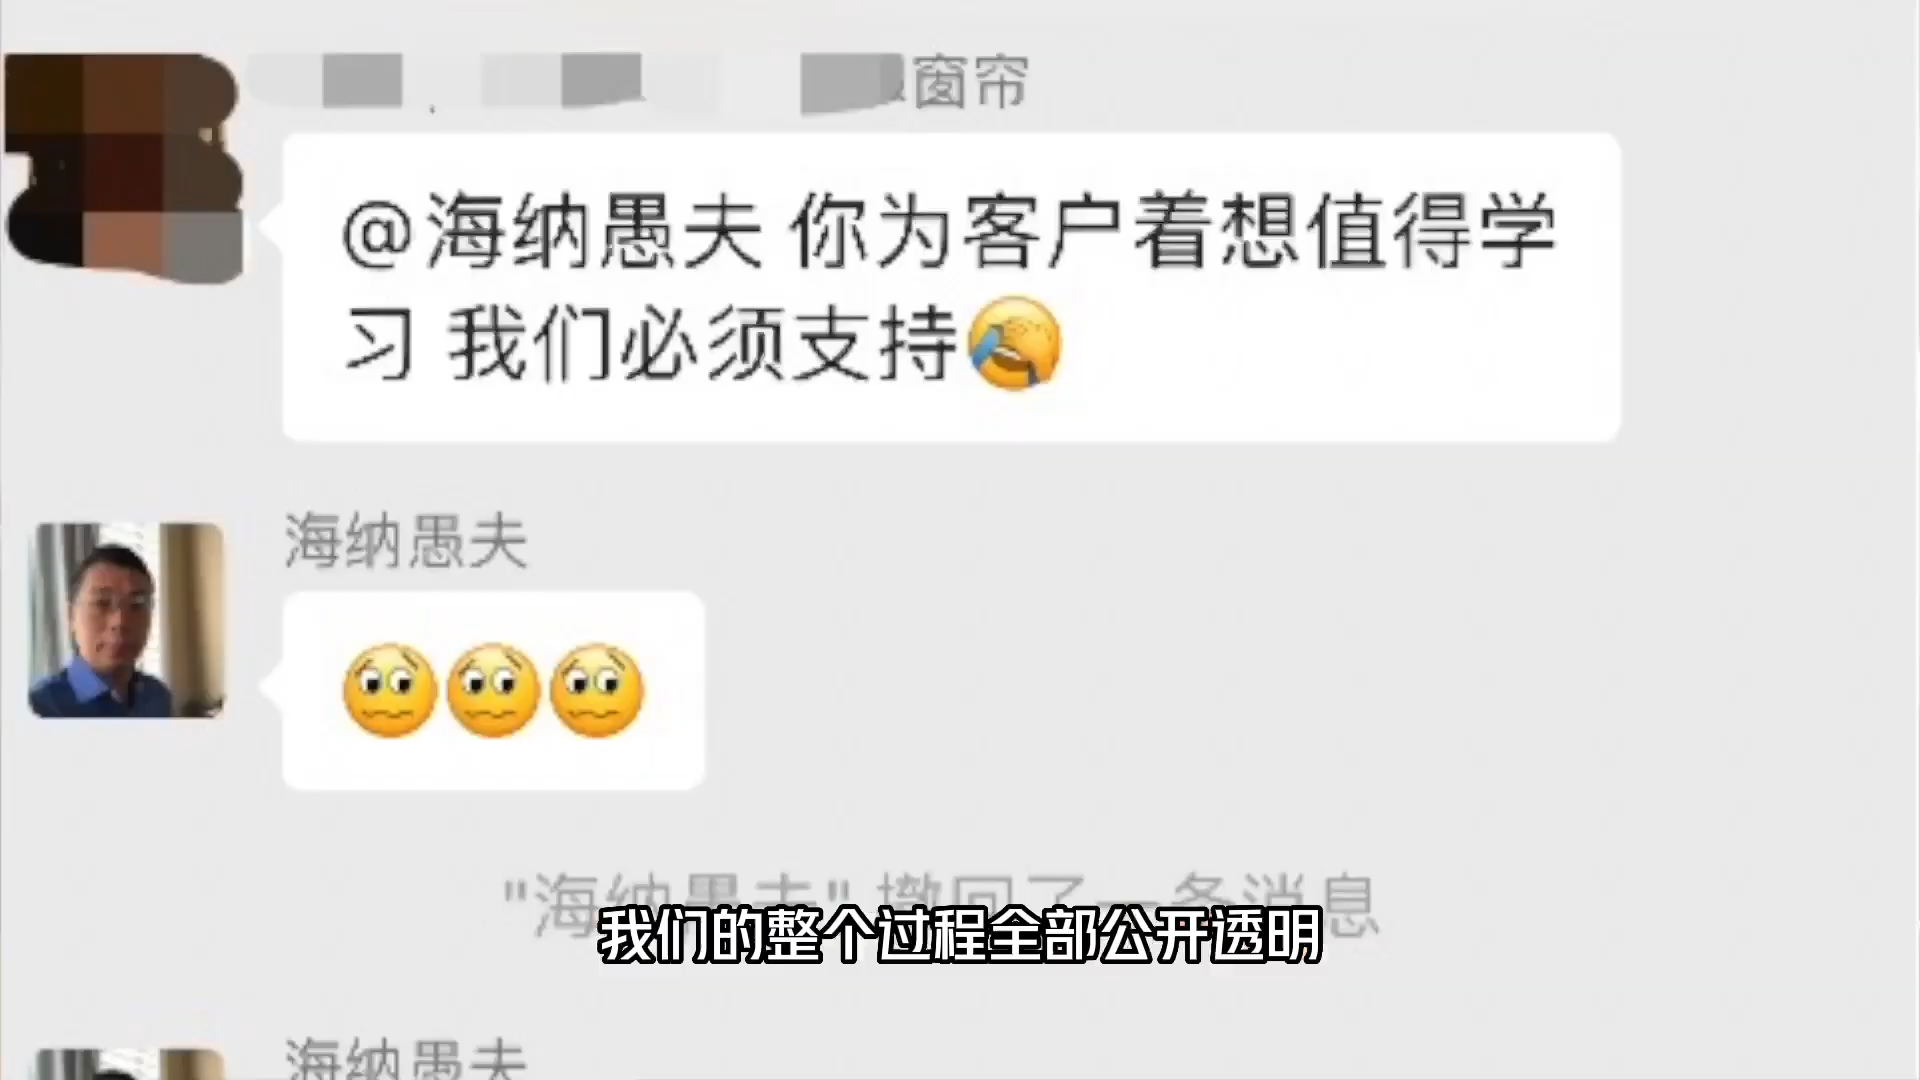 窗帘
@海纳愚夫 你为客户着想值得学
习 我们必须支持
海纳愚夫
"海纳愚夫" 撤回了一条消息
我们的整个过程全部公开透明
海纳愚夫